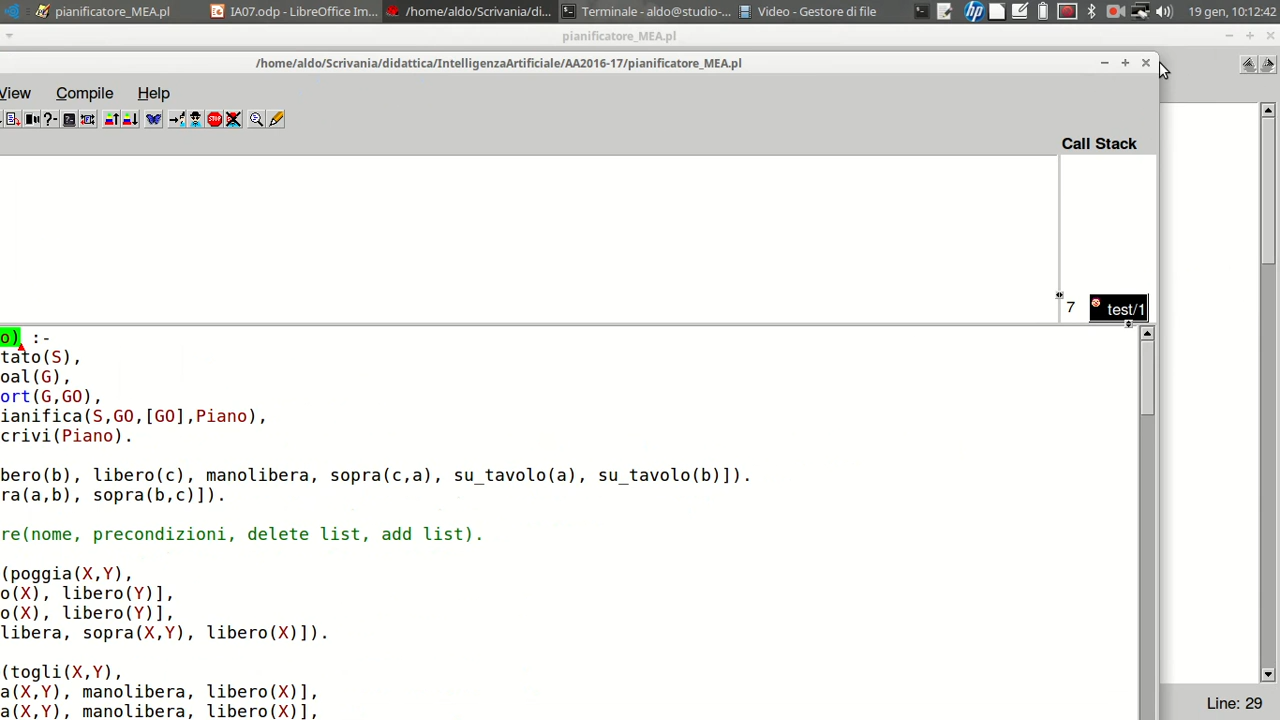 pianificatore_MEA.pl
IA07.odp - LibreOffice Im...
/home/aldo/Scrivania/di...
Terminale - aldo@studio-...
Video - Gestore di file
19 gen, 10:12:42
pianificatore_MEA.pl
/home/aldo/Scrivania/didattica/IntelligenzaArtificiale/AA2016-17/pianificatore_MEA.pl
View Compile Help
STOP
Call Stack
7 test/1
o) :-
tato(S),
oal(G),
ort(G,GO),
ianifica(S,GO,[GO],Piano),
crivi(Piano).
bero(b), libero(c), manolibera, sopra(c,a), su_tavolo(a), su_tavolo(b)]).
ra(a,b), sopra(b,c)]).
re(nome, precondizioni, delete list, add list).
(poggia(X,Y),
o(X), libero(Y)],
o(X), libero(Y)],
libera, sopra(X,Y), libero(X)]).
(togli(X,Y),
a(X,Y), manolibera, libero(X)],
a(X,Y), manolibera, libero(X)],
Line: 29